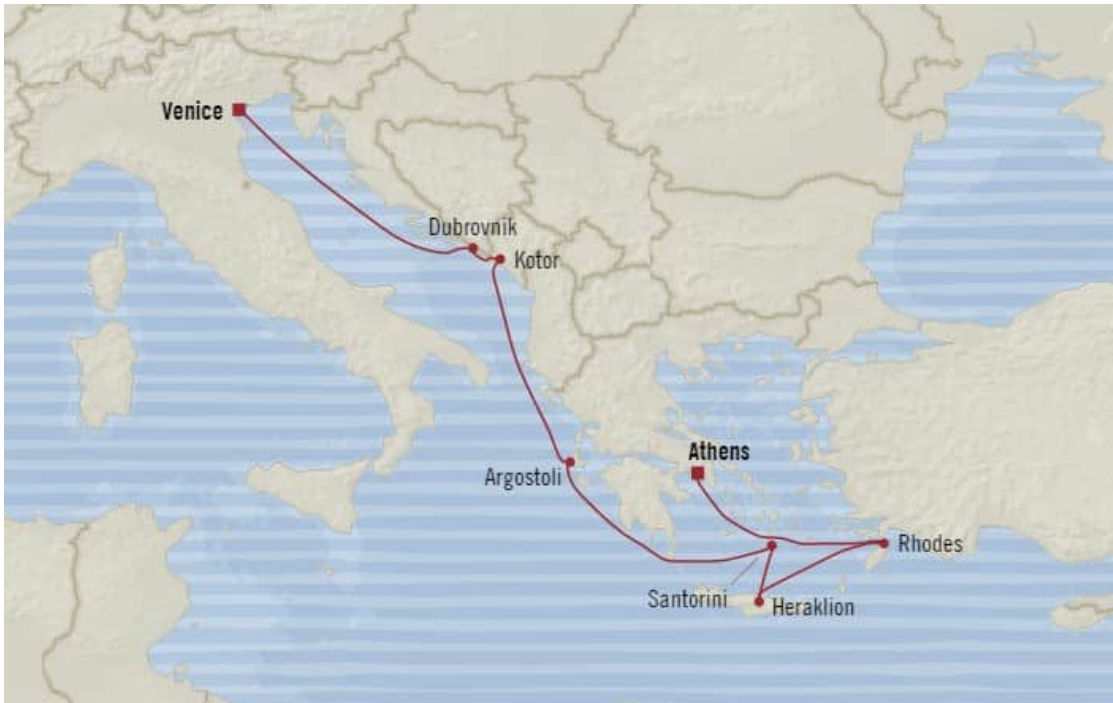 Venice
Dubrovnik
Kotor
Athens
Argostoli
Rhodes
Santorini
Heraklion